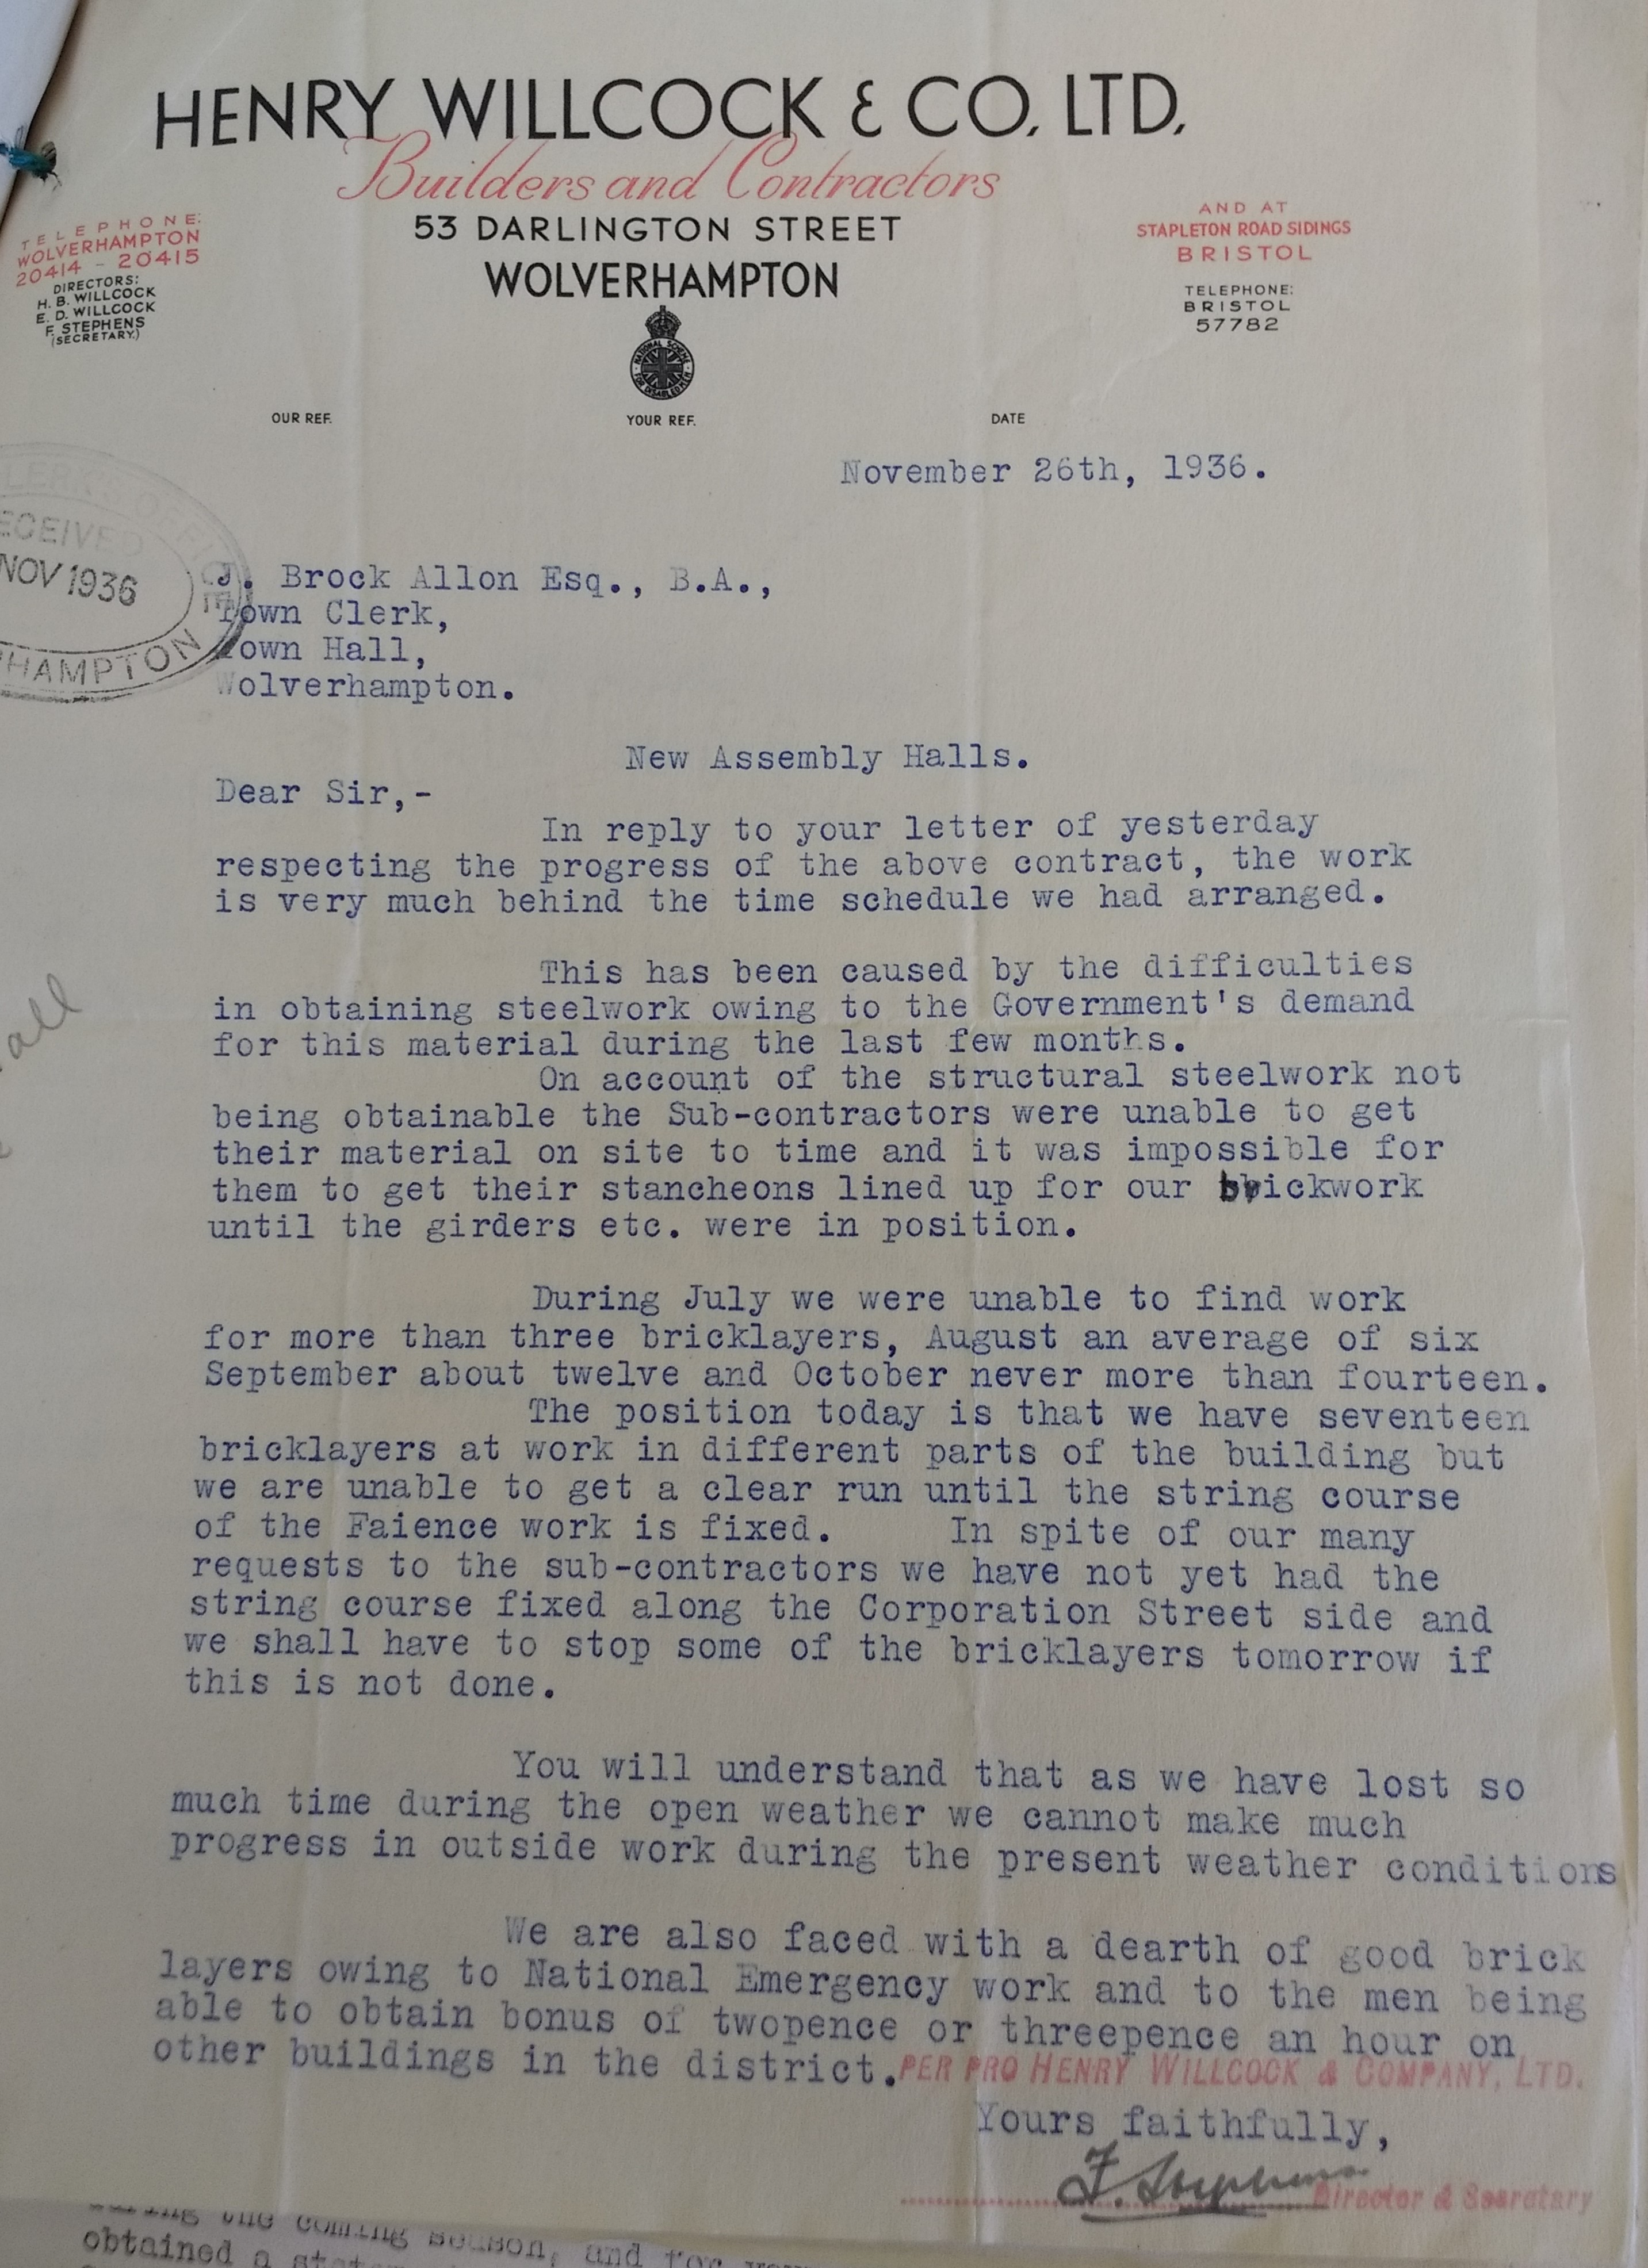 HENRY WILLCOCK & CO. LTD.
Builders and Contractors
53 DARLINGTON STREET
WOLVERHAMPTON
TELEPHONE:
WOLVERHAMPTON
20414 - 20415
DIRECTORS:
H. B. WILLCOCK
E. D. WILLCOCK
F. STEPHENS
(SECRETARY.)
AND AT
STAPLETON ROAD SIDINGS
BRISTOL
TELEPHONE:
BRISTOL
57782
NATIONAL SCHEME
FOR DISABLED MEN
OUR REF.
YOUR REF.
DATE
November 26th, 1936.
ECEIVED
NOV 1936
HAMPTON
J. Brock Allon Esq., B.A.,
Town Clerk,
Town Hall,
Wolverhampton.
New Assembly Halls.
Dear Sir,-
In reply to your letter of yesterday
respecting the progress of the above contract, the work
is very much behind the time schedule we had arranged.
This has been caused by the difficulties
in obtaining steelwork owing to the Government's demand
for this material during the last few months.
On account of the structural steelwork not
being obtainable the Sub-contractors were unable to get
their material on site to time and it was impossible for
them to get their stancheons lined up for our brickwork
until the girders etc. were in position.
During July we were unable to find work
for more than three bricklayers, August an average of six
September about twelve and October never more than fourteen.
The position today is that we have seventeen
bricklayers at work in different parts of the building but
we are unable to get a clear run until the string course
of the Faience work is fixed. In spite of our many
requests to the sub-contractors we have not yet had the
string course fixed along the Corporation Street side and
we shall have to stop some of the bricklayers tomorrow if
this is not done.
You will understand that as we have lost so
much time during the open weather we cannot make much
progress in outside work during the present weather conditions
We are also faced with a dearth of good brick
layers owing to National Emergency work and to the men being
able to obtain bonus of twopence or threepence an hour on
other buildings in the district.
PER PRO HENRY WILLCOCK & COMPANY, LTD.
Yours faithfully,
F. Stephens
Director & Secretary
all
the coming season, and for
obtained a